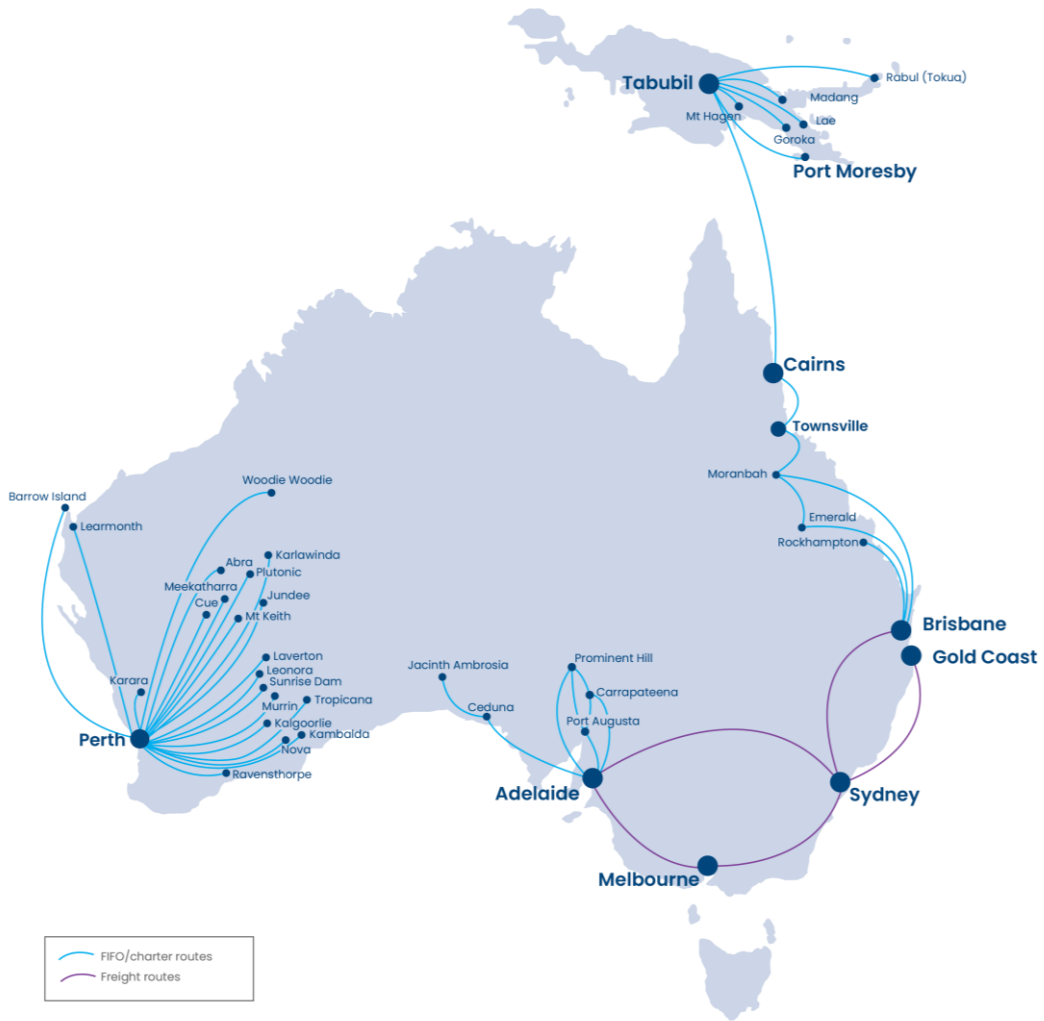 Rabul (Tokua)
Tabubil
Madang
Mt Hagen
Lae
Goroka
Port Moresby
Cairns
Townsville
Moranbah
Woodie Woodie
Barrow Island
Learmonth
Emerald
Rockhampton
Karlawinda
Abra
Plutonic
Meekatharra
Jundee
Cue
Mt Keith
Brisbane
Gold Coast
Laverton
Prominent Hill
Jacinth Ambrosia
Leonora
Karara
Sunrise Dam
Carrapateena
Tropicana
Murrin
Ceduna
Port Augusta
Kalgoorlie
Kambalda
Perth
Nova
Ravensthorpe
Adelaide
Sydney
Melbourne
FIFO/charter routes
Freight routes